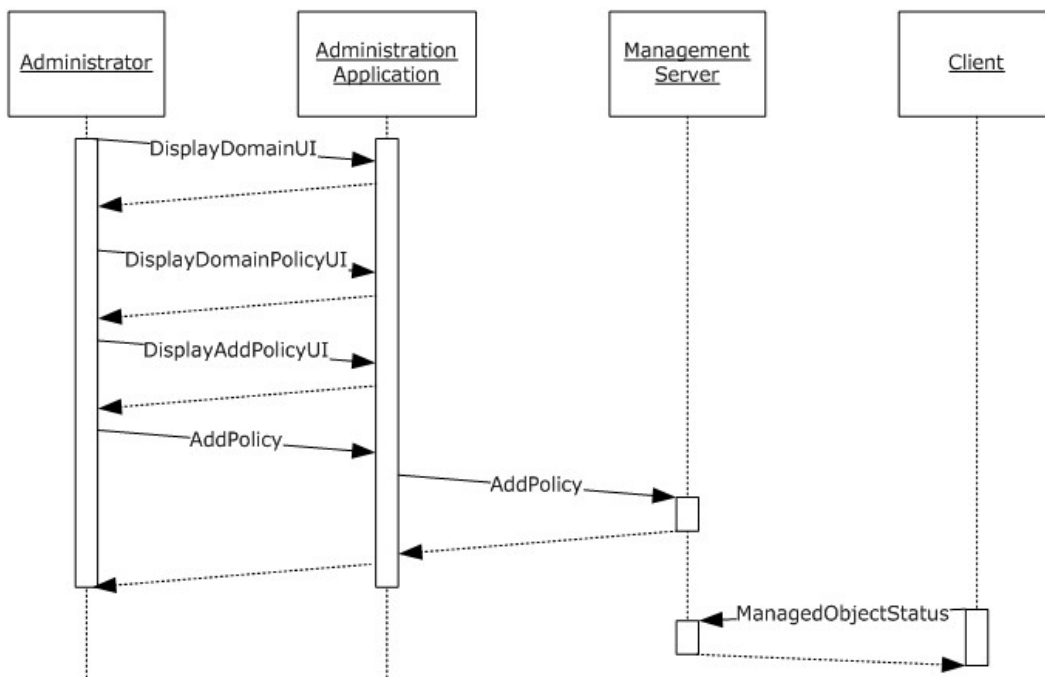 Administrator
Administration
Application
Management
Server
Client
DisplayDomainUI
DisplayDomainPolicyUI
DisplayAddPolicyUI
AddPolicy
AddPolicy
ManagedObjectStatus